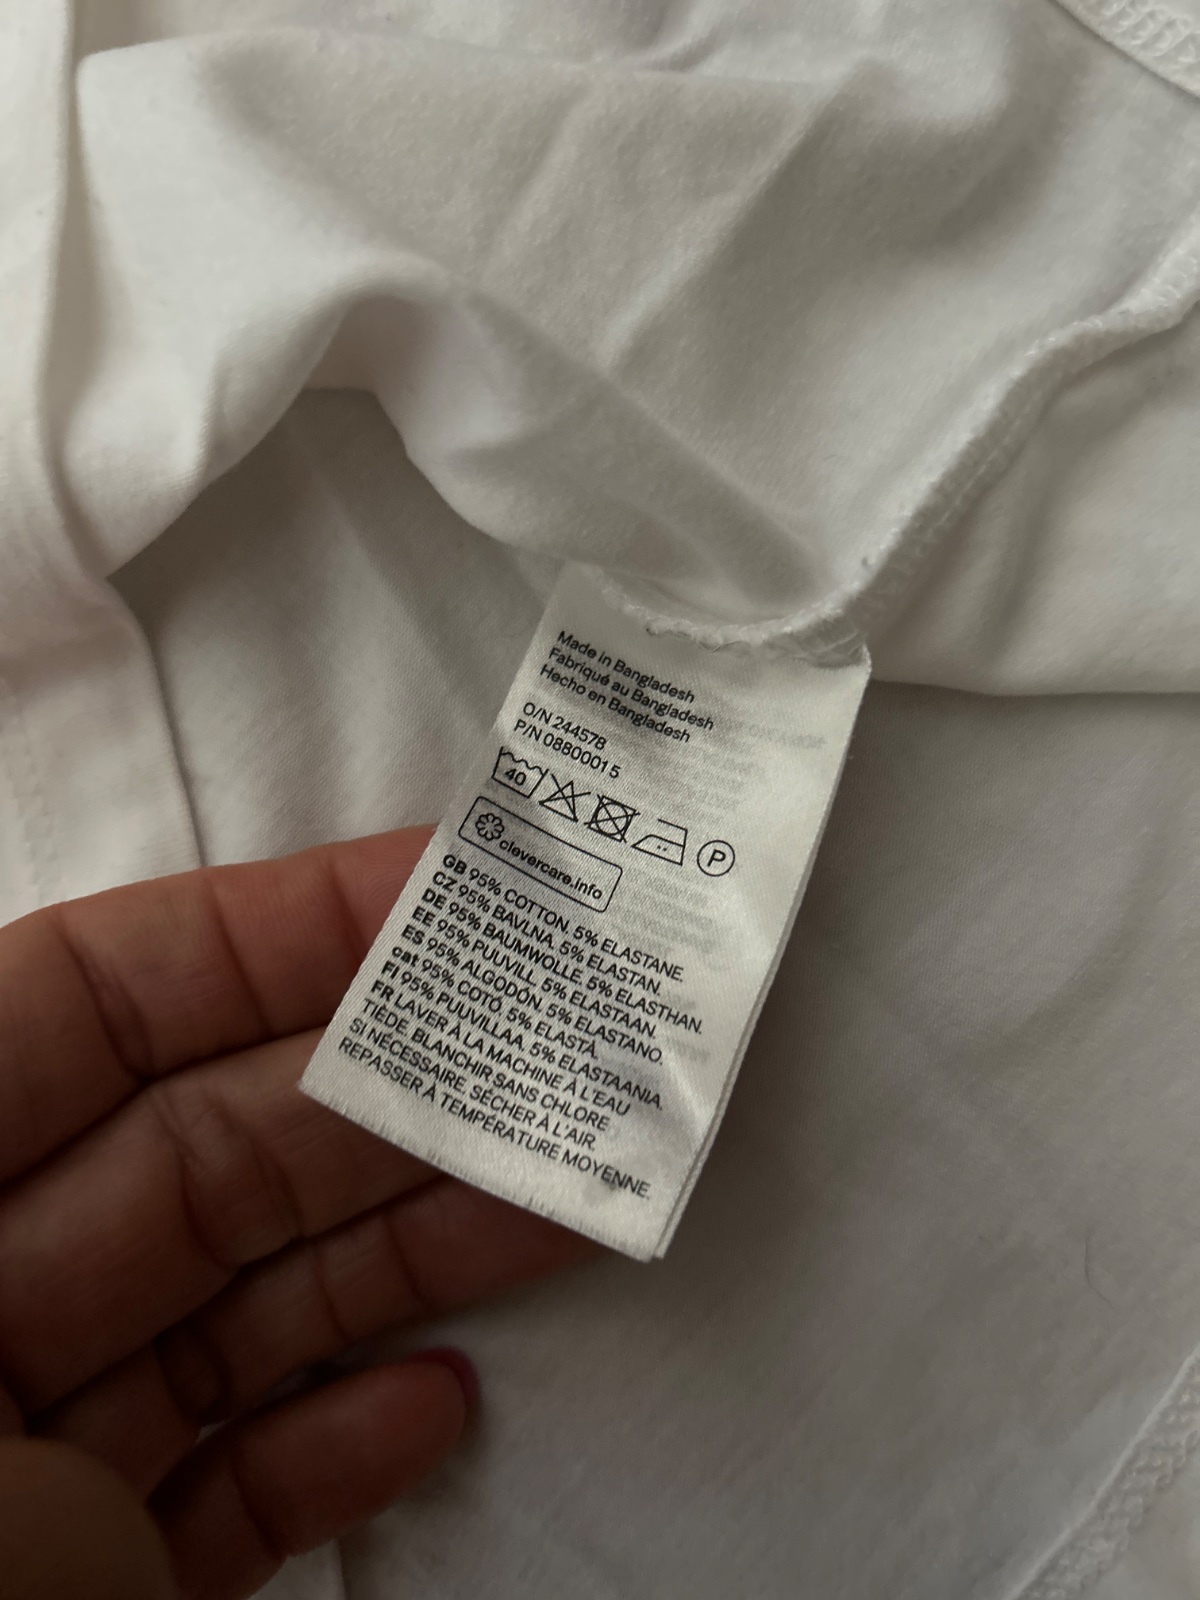 Made in Bangladesh
Fabriqué au Bangladesh
Hecho en Bangladesh
O/N 244578
P/N 08800015
40
P
clevercare.info
GB 95% COTTON, 5% ELASTANE.
CZ 95% BAVLNA, 5% ELASTAN.
DE 95% BAUMWOLLE, 5% ELASTHAN.
EE 95% PUUVILL, 5% ELASTAAN.
ES 95% ALGODÓN, 5% ELASTANO.
cat 95% COTÓ, 5% ELASTÀ.
FI 95% PUUVILLAA, 5% ELASTAANIA.
FR LAVER À LA MACHINE À L'EAU
TIÈDE. BLANCHIR SANS CHLORE
SI NÉCESSAIRE. SÉCHER À L'AIR.
REPASSER À TEMPÉRATURE MOYENNE.